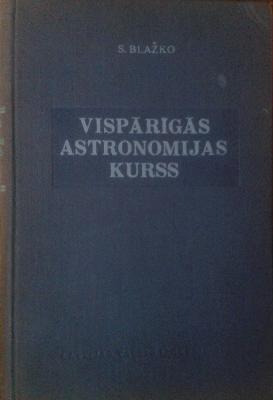 S. BLAŽKO
VISPĀRIGĀS
ASTRONOMIJAS
KURSS